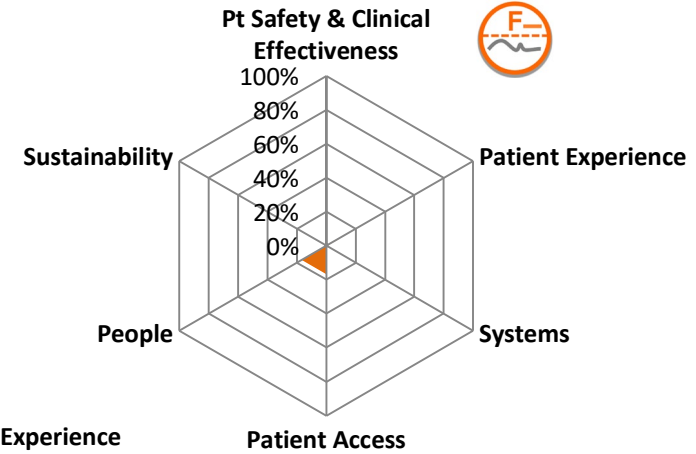 Pt Safety & Clinical
Effectiveness
F
100%
80%
60%
40%
20%
0%
Sustainability
Patient Experience
People
Systems
Experience
Patient Access